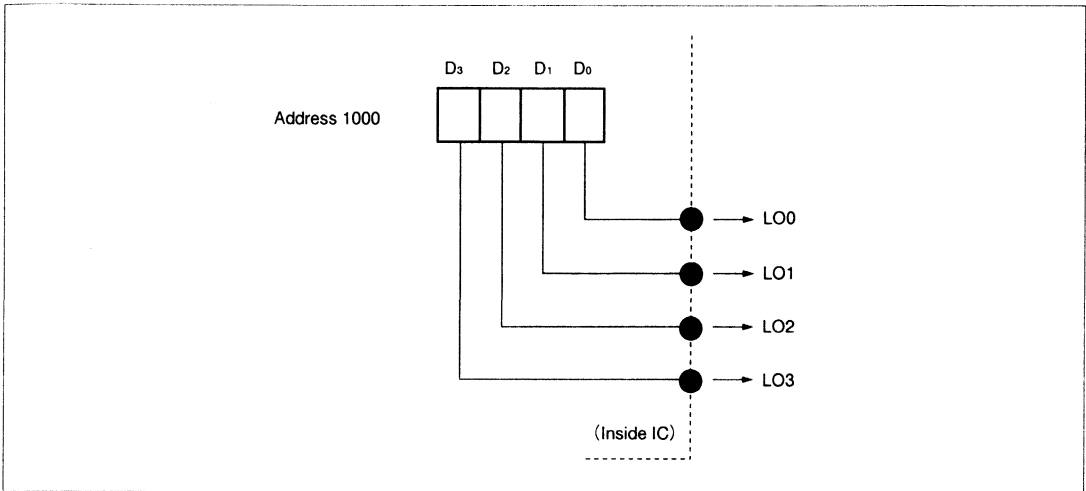 D3 D2 D1 D0
Address 1000
LO0
LO1
LO2
LO3
(Inside IC)